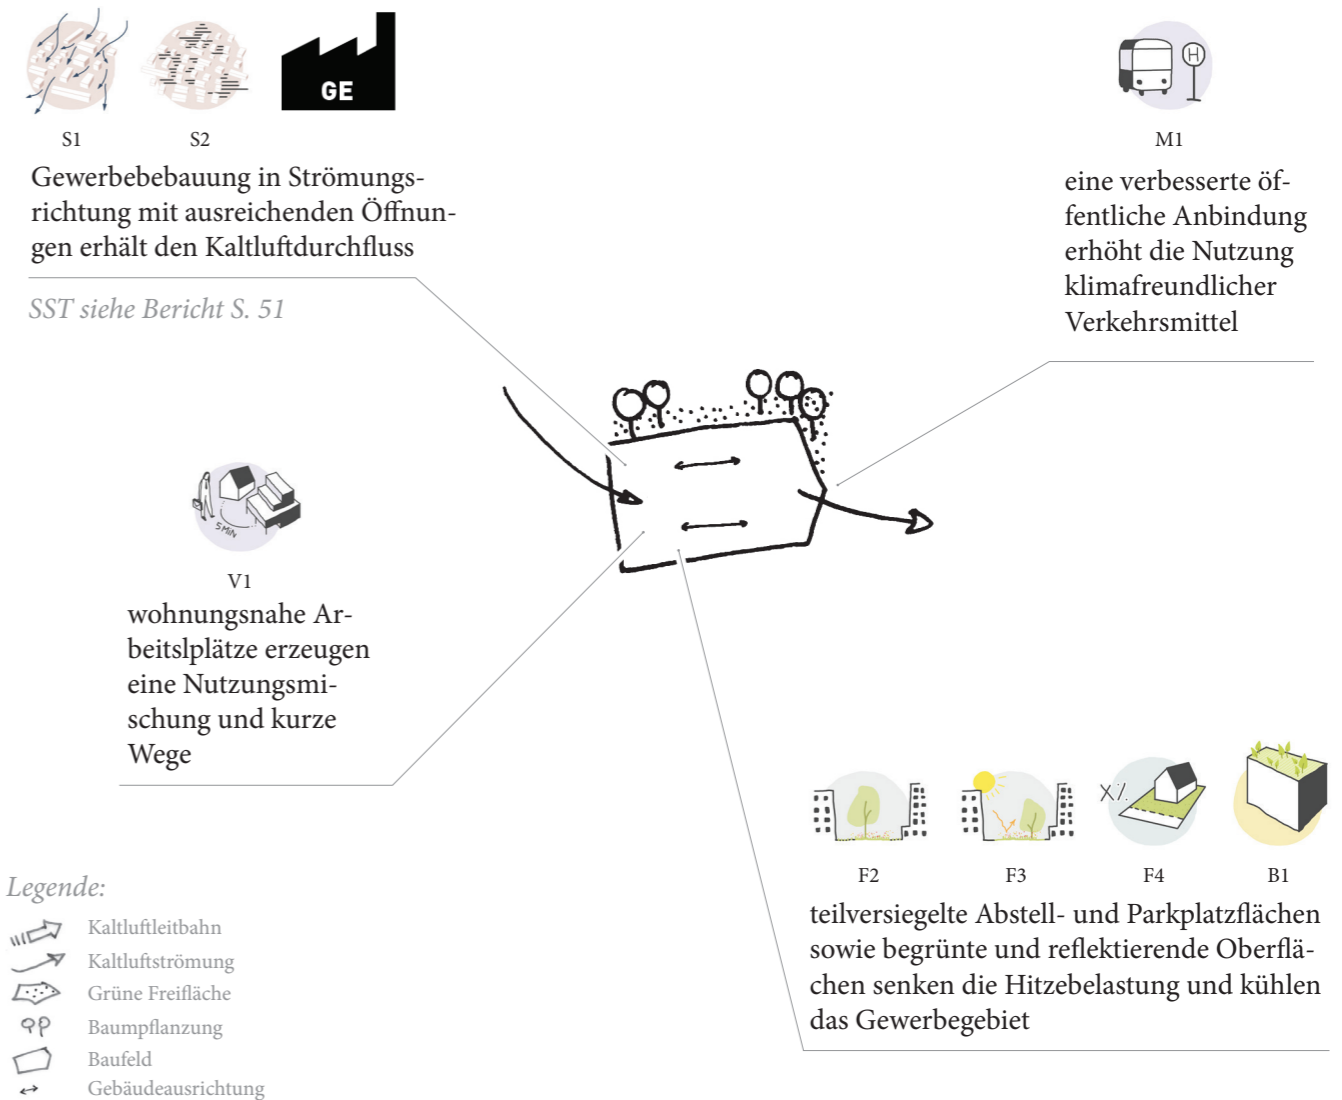 GE
S1
S2
Gewerbebebauung in Strömungs-
richtung mit ausreichenden Öffnun-
gen erhält den Kaltluftdurchfluss
SST siehe Bericht S. 51
H
M1
eine verbesserte öf-
fentliche Anbindung
erhöht die Nutzung
klimafreundlicher
Verkehrsmittel
5 MIN
V1
wohnungsnahe Ar-
beitslplätze erzeugen
eine Nutzungsmi-
schung und kurze
Wege
X%
F2
F3
F4
B1
teilversiegelte Abstell- und Parkplatzflächen
sowie begrünte und reflektierende Oberflä-
chen senken die Hitzebelastung und kühlen
das Gewerbegebiet
Legende:
Kaltluftleitbahn
Kaltluftströmung
Grüne Freifläche
Baumpflanzung
Baufeld
Gebäudeausrichtung